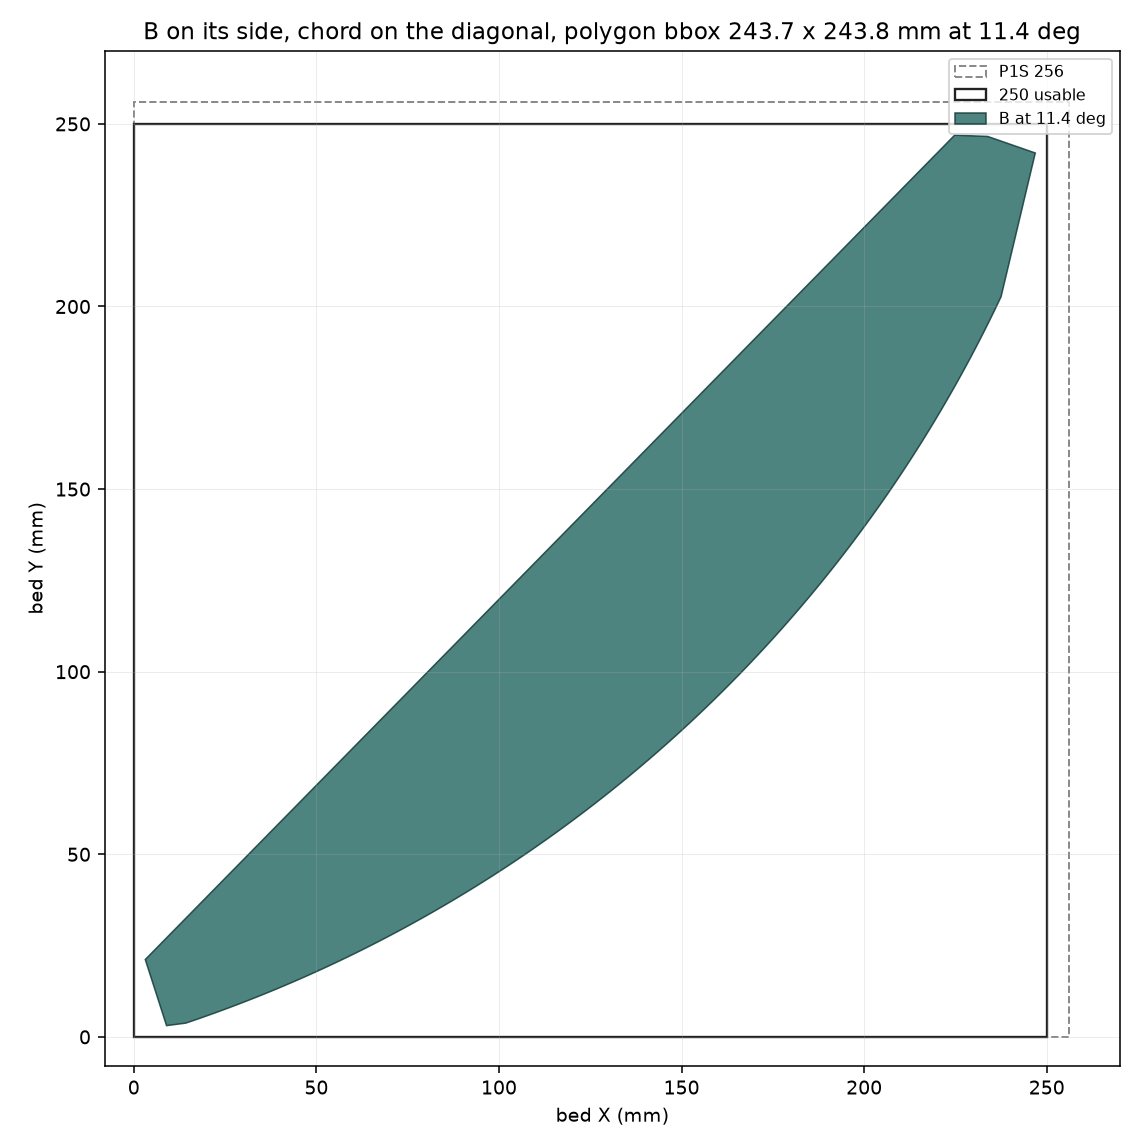 B on its side, chord on the diagonal, polygon bbox 243.7 x 243.8 mm at 11.4 deg
P1S 256
250 usable
B at 11.4 deg
250
200
150
100
50
0
bed Y (mm)
0 50 100 150 200 250
bed X (mm)